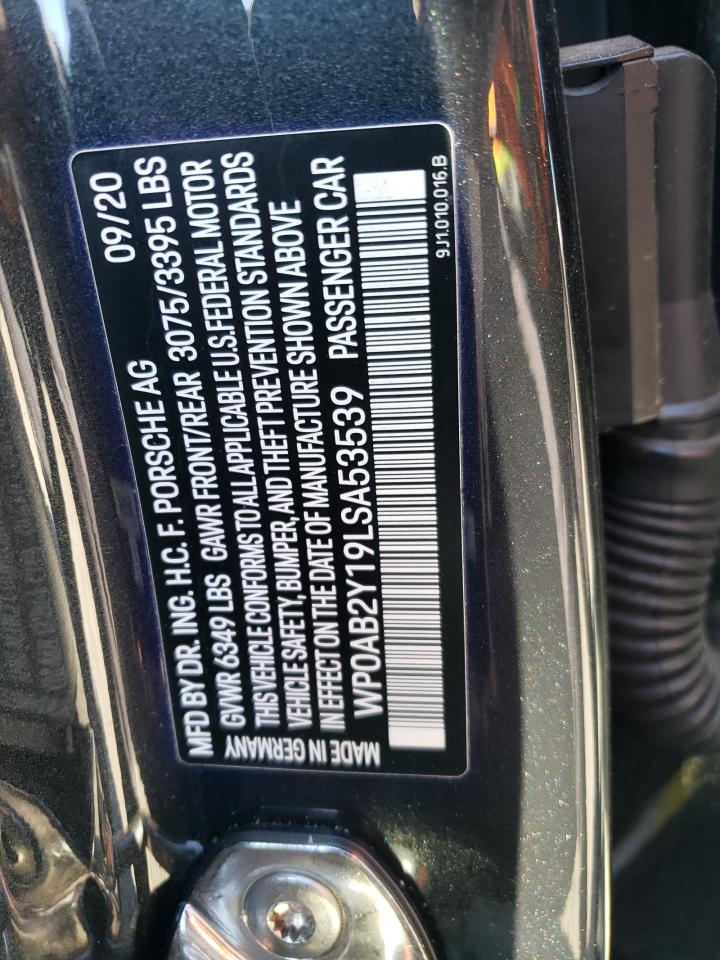 MFD BY DR. ING. H.C. F. PORSCHE AG 09/20
GVWR 6349 LBS GAWR FRONT/REAR 3075/3395 LBS
THIS VEHICLE CONFORMS TO ALL APPLICABLE U.S.FEDERAL MOTOR
VEHICLE SAFETY, BUMPER, AND THEFT PREVENTION STANDARDS
IN EFFECT ON THE DATE OF MANUFACTURE SHOWN ABOVE
WP0AB2Y19LSA53539 PASSENGER CAR
MADE IN GERMANY
9J1.010.016.B